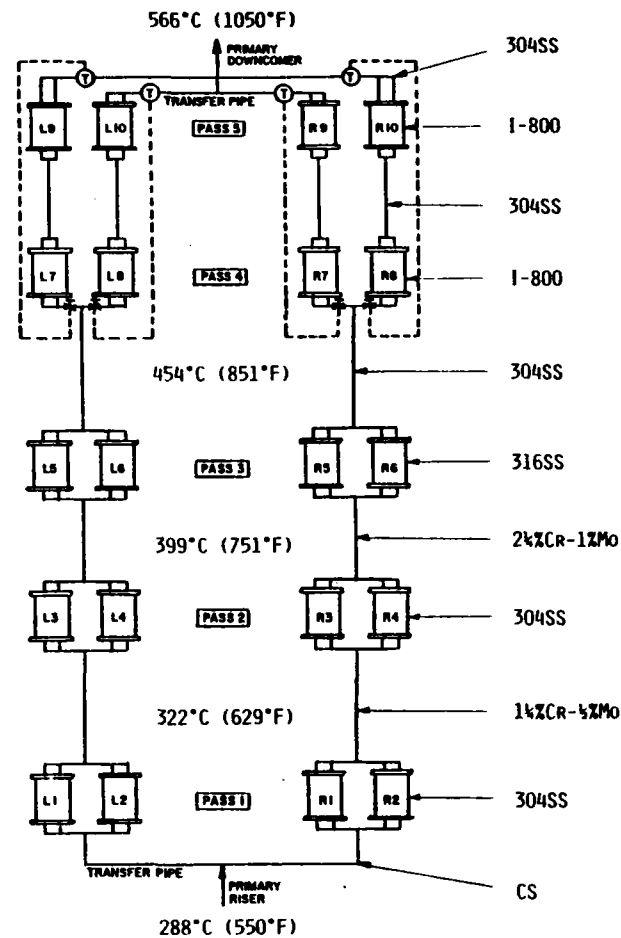 566°C (1050°F)
PRIMARY
DOWNCOMER
304SS
T
T
T
TRANSFER PIPE
T
L9
L10
PASS 5
R9
R10
I-800
304SS
L7
L8
PASS 4
R7
R8
I-800
454°C (851°F)
304SS
L5
L6
PASS 3
R5
R6
316SS
399°C (751°F)
2¼%CR-1%MO
L3
L4
PASS 2
R3
R4
304SS
322°C (629°F)
1¼%CR-½%MO
L1
L2
PASS 1
R1
R2
304SS
TRANSFER PIPE
PRIMARY
RISER
CS
288°C (550°F)